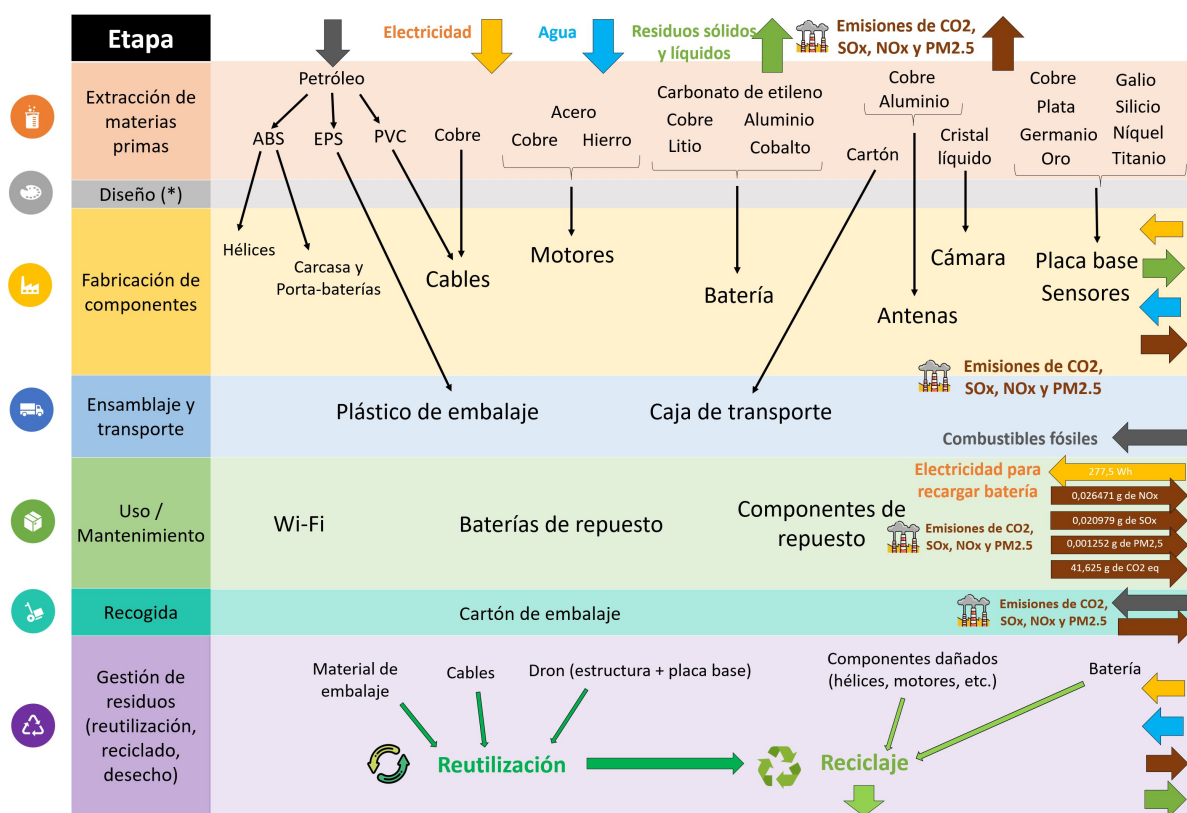 Etapa
Electricidad
Agua
Residuos sólidos
y líquidos
Emisiones de CO2,
SOx, NOx y PM2.5
Extracción de
materias
primas
Petróleo
ABS
EPS
PVC
Cobre
Acero
Cobre
Hierro
Carbonato de etileno
Cobre
Aluminio
Litio
Cobalto
Cartón
Cobre
Aluminio
Cristal
líquido
Cobre
Galio
Plata
Silicio
Germanio
Níquel
Oro
Titanio
Diseño (*)
Fabricación de
componentes
Hélices
Carcasa y
Porta-baterías
Cables
Motores
Batería
Antenas
Cámara
Placa base
Sensores
Emisiones de CO2,
SOx, NOx y PM2.5
Ensamblaje y
transporte
Plástico de embalaje
Caja de transporte
Combustibles fósiles
Uso /
Mantenimiento
Wi-Fi
Baterías de repuesto
Componentes de
repuesto
Electricidad para
recargar batería
Emisiones de CO2,
SOx, NOx y PM2.5
277,5 Wh
0,026471 g de NOx
0,020979 g de SOx
0,001252 g de PM2,5
41,625 g de CO2 eq
Recogida
Cartón de embalaje
Emisiones de CO2,
SOx, NOx y PM2.5
Gestión de
residuos
(reutilización,
reciclado,
desecho)
Material de
embalaje
Cables
Dron (estructura + placa base)
Componentes dañados
(hélices, motores, etc.)
Batería
Reutilización
Reciclaje